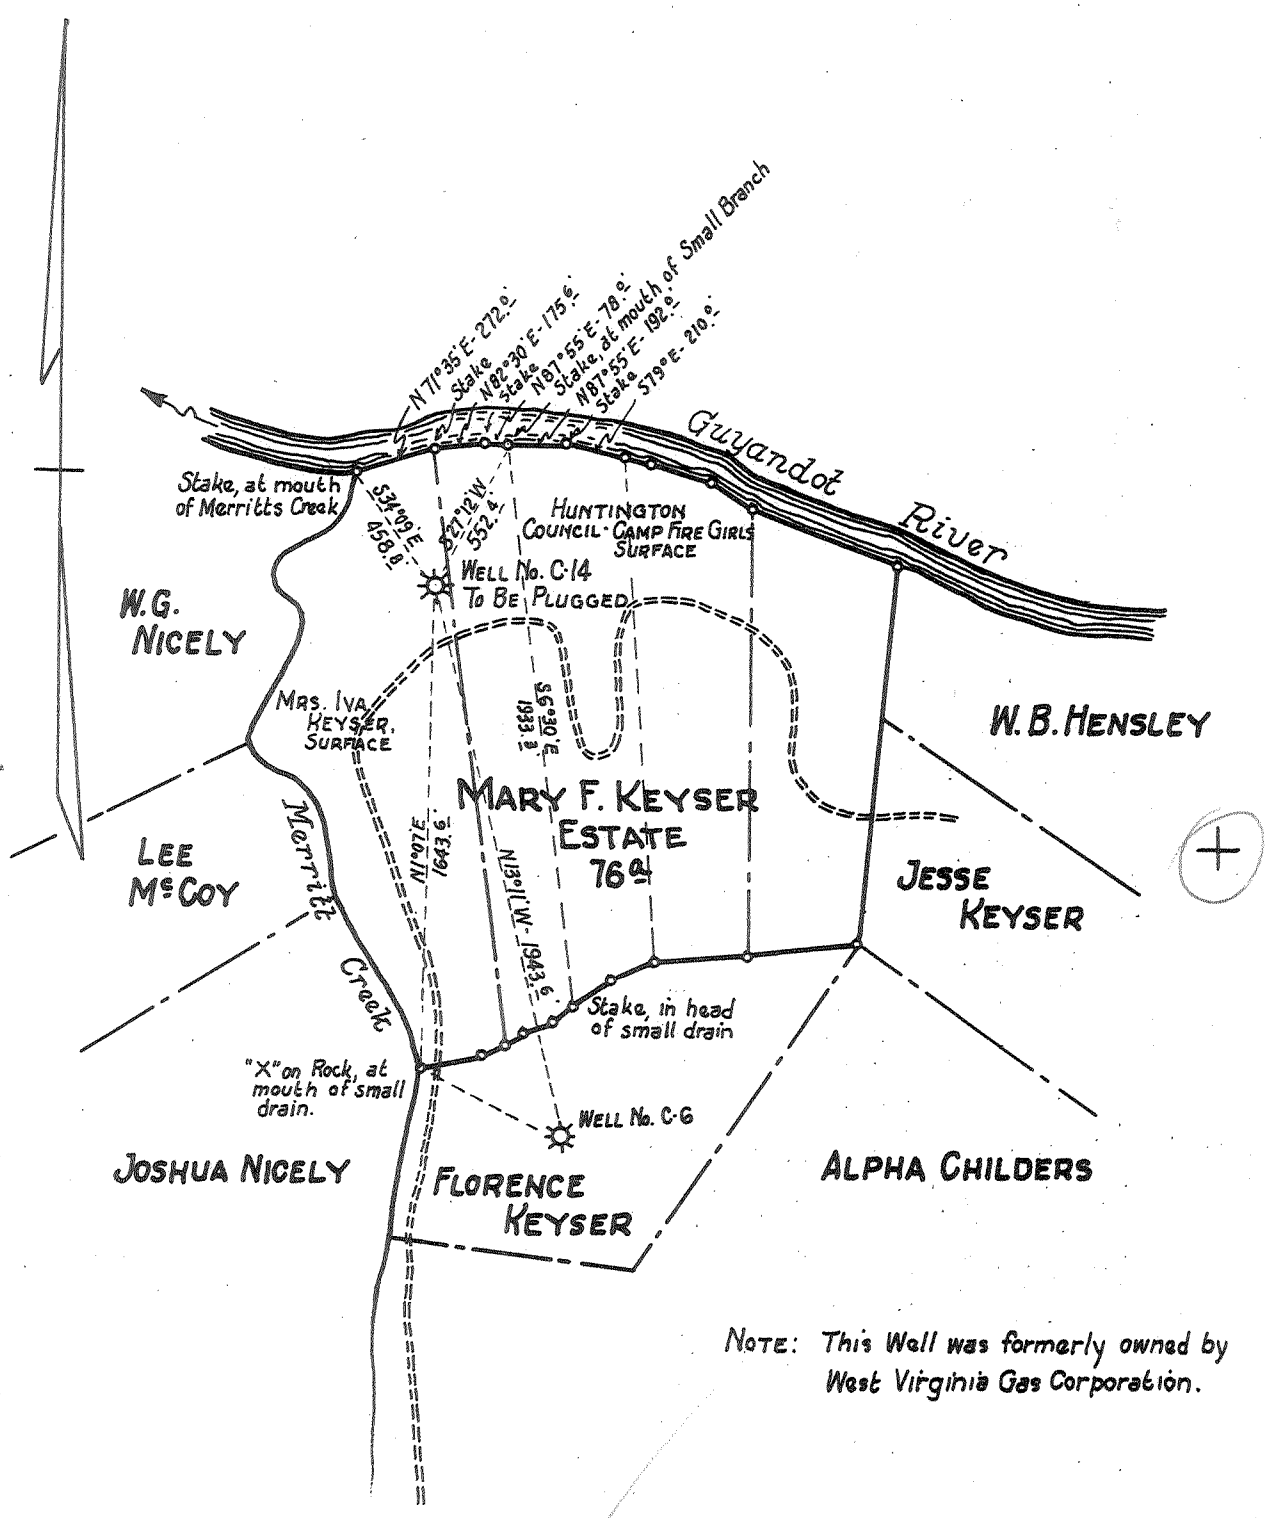 N71°35'E-272.0'
Stake
N82°30'E-175.6'
Stake
N87°55'E-78.0'
Stake, at mouth of Small Branch
N87°55'E-192.0'
Stake
S79°E-210.0'
Guyandot River
Stake, at mouth
of Merritts Creek
S34°09'E
458.8'
S27°12'W
552.4'
HUNTINGTON
COUNCIL-CAMP FIRE GIRLS
SURFACE
WELL No. C-14
TO BE PLUGGED
W.G.
NICELY
MRS. IVA
KEYSER,
SURFACE
S6°30'E
1933.3'
W.B. HENSLEY
MARY F. KEYSER
ESTATE
76a
N1°07'E
1643.6'
N13°11'W-1943.6'
LEE
McCOY
Merritt
Creek
JESSE
KEYSER
Stake, in head
of small drain
"X" on Rock, at
mouth of small
drain.
WELL No. C-6
JOSHUA NICELY
FLORENCE
KEYSER
ALPHA CHILDERS
NOTE: This Well was formerly owned by
West Virginia Gas Corporation.